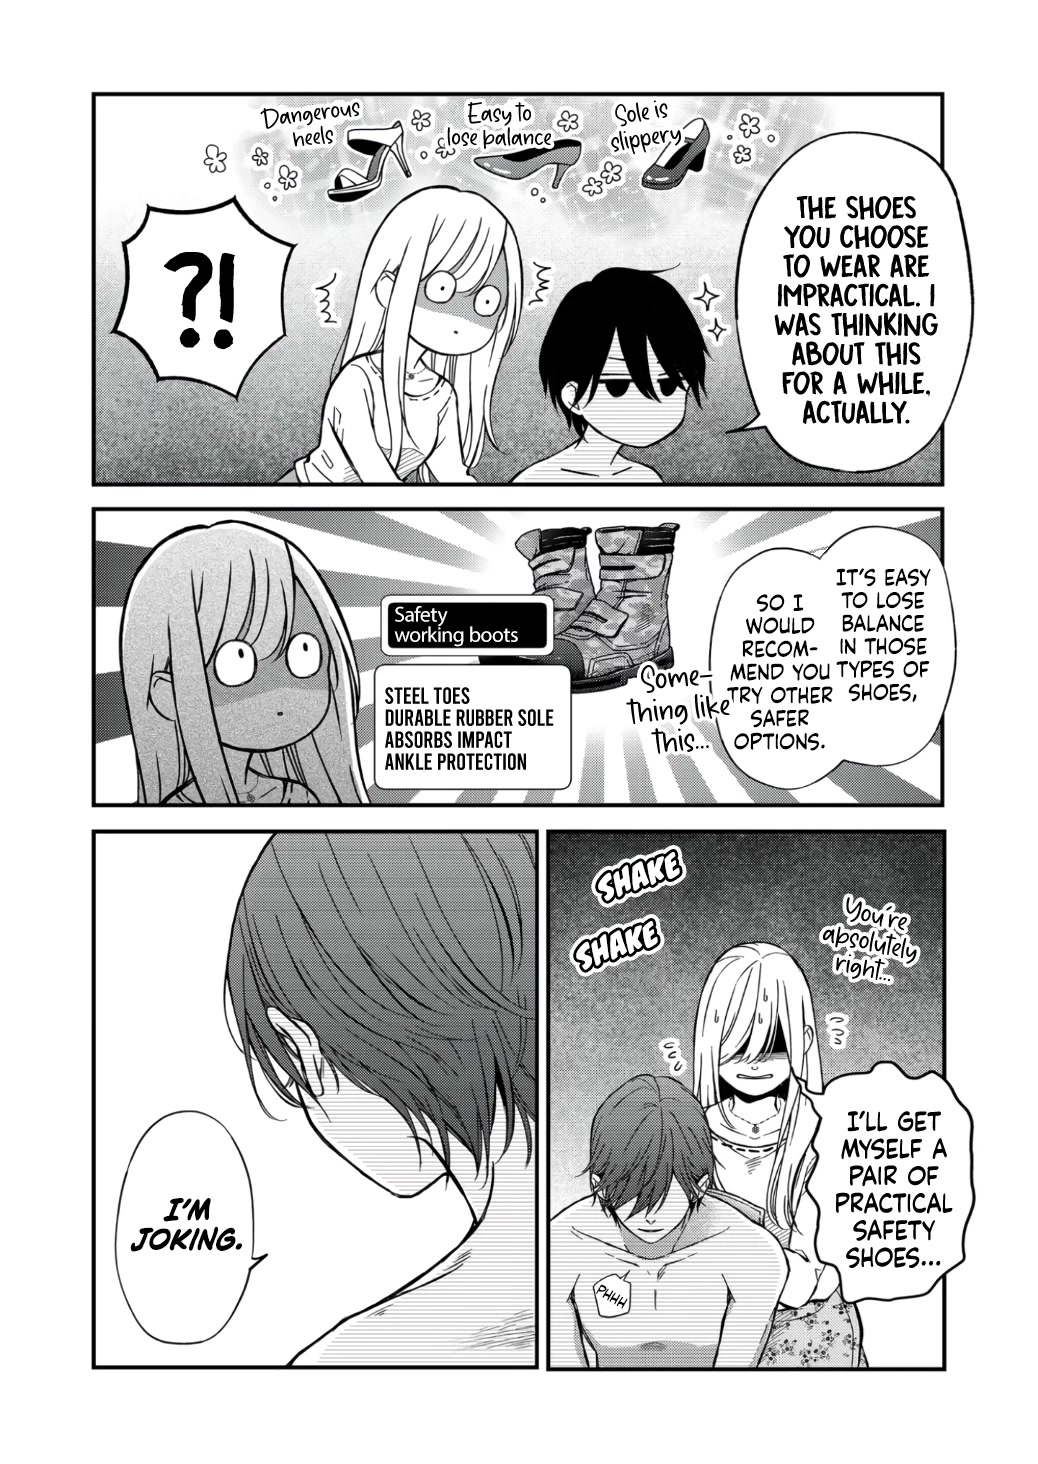 THE SHOES
YOU CHOOSE
TO WEAR ARE
IMPRACTICAL. I
WAS THINKING
ABOUT THIS
FOR A WHILE,
ACTUALLY.
Sole is
slippery
Easy to
lose balance
Dangerous
heels
?!
IT'S EASY
TO LOSE
BALANCE
IN THOSE
TYPES OF
SHOES,
SO I
WOULD
RECOM-
MEND YOU
TRY OTHER
SAFER
OPTIONS.
Some-
thing like
this...
Safety
working boots
STEEL TOES
DURABLE RUBBER SOLE
ABSORBS IMPACT
ANKLE PROTECTION
You're
absolutely
right...
SHAKE
SHAKE
I'LL GET
MYSELF A
PAIR OF
PRACTICAL
SAFETY
SHOES...
PHHH
I'M
JOKING.